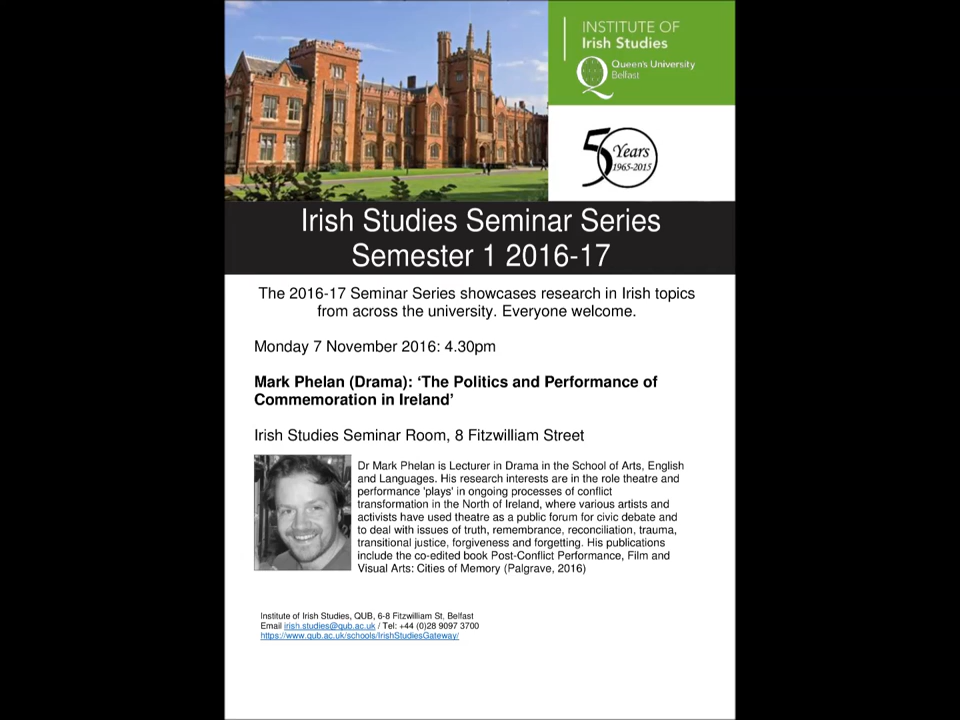 INSTITUTE OF
Irish Studies
Queen's University
Belfast
50 Years
1965-2015
Irish Studies Seminar Series
Semester 1 2016-17
The 2016-17 Seminar Series showcases research in Irish topics
from across the university. Everyone welcome.
Monday 7 November 2016: 4.30pm
Mark Phelan (Drama): ‘The Politics and Performance of
Commemoration in Ireland’
Irish Studies Seminar Room, 8 Fitzwilliam Street
Dr Mark Phelan is Lecturer in Drama in the School of Arts, English
and Languages. His research interests are in the role theatre and
performance 'plays' in ongoing processes of conflict
transformation in the North of Ireland, where various artists and
activists have used theatre as a public forum for civic debate and
to deal with issues of truth, remembrance, reconciliation, trauma,
transitional justice, forgiveness and forgetting. His publications
include the co-edited book Post-Conflict Performance, Film and
Visual Arts: Cities of Memory (Palgrave, 2016)
Institute of Irish Studies, QUB, 6-8 Fitzwilliam St, Belfast
Email irish.studies@qub.ac.uk / Tel: +44 (0)28 9097 3700
https://www.qub.ac.uk/schools/IrishStudiesGateway/